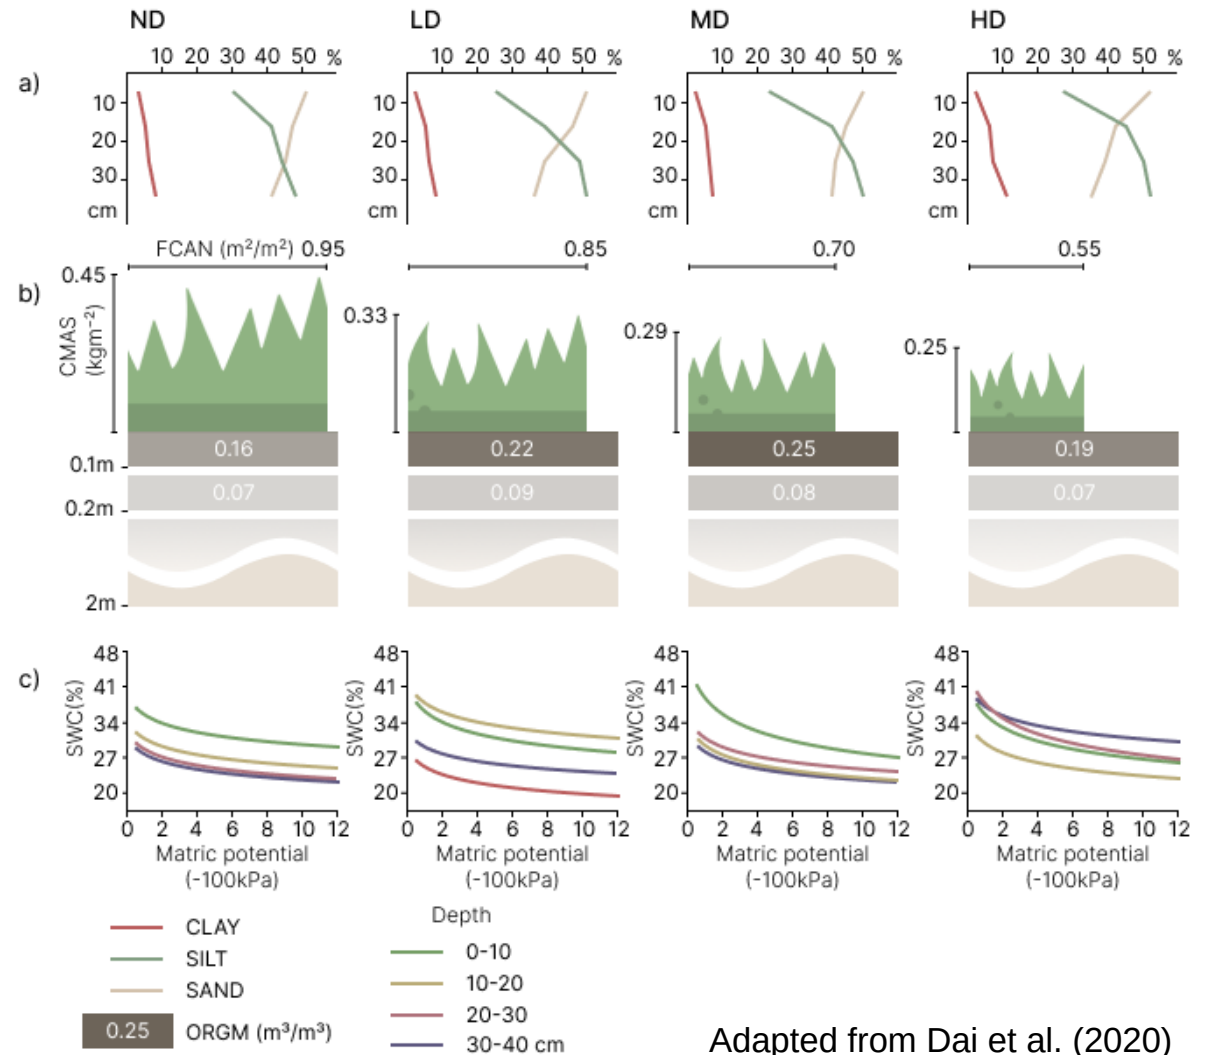 ND LD MD HD
10 20 30 40 50 % 10 20 30 40 50 % 10 20 30 40 50 % 10 20 30 40 50 %
a)
10 10 10 10
20 20 20 20
30 30 30 30
cm cm cm cm
FCAN (m²/m²) 0.95 0.85 0.70 0.55
b)
0.45 0.33 0.29 0.25
CMAS
(kgm⁻²)
0.16 0.22 0.25 0.19
0.1m
0.07 0.09 0.08 0.07
0.2m
2m
c)
48 48 48 48
41 41 41 41
34 34 34 34
27 27 27 27
20 20 20 20
SWC(%) SWC(%) SWC(%) SWC(%)
0 2 4 6 8 10 12 0 2 4 6 8 10 12 0 2 4 6 8 10 12 0 2 4 6 8 10 12
Matric potential Matric potential Matric potential Matric potential
(-100kPa) (-100kPa) (-100kPa) (-100kPa)
CLAY
SILT
SAND
0.25 ORGM (m³/m³)
Depth
0-10
10-20
20-30
30-40 cm
Adapted from Dai et al. (2020)